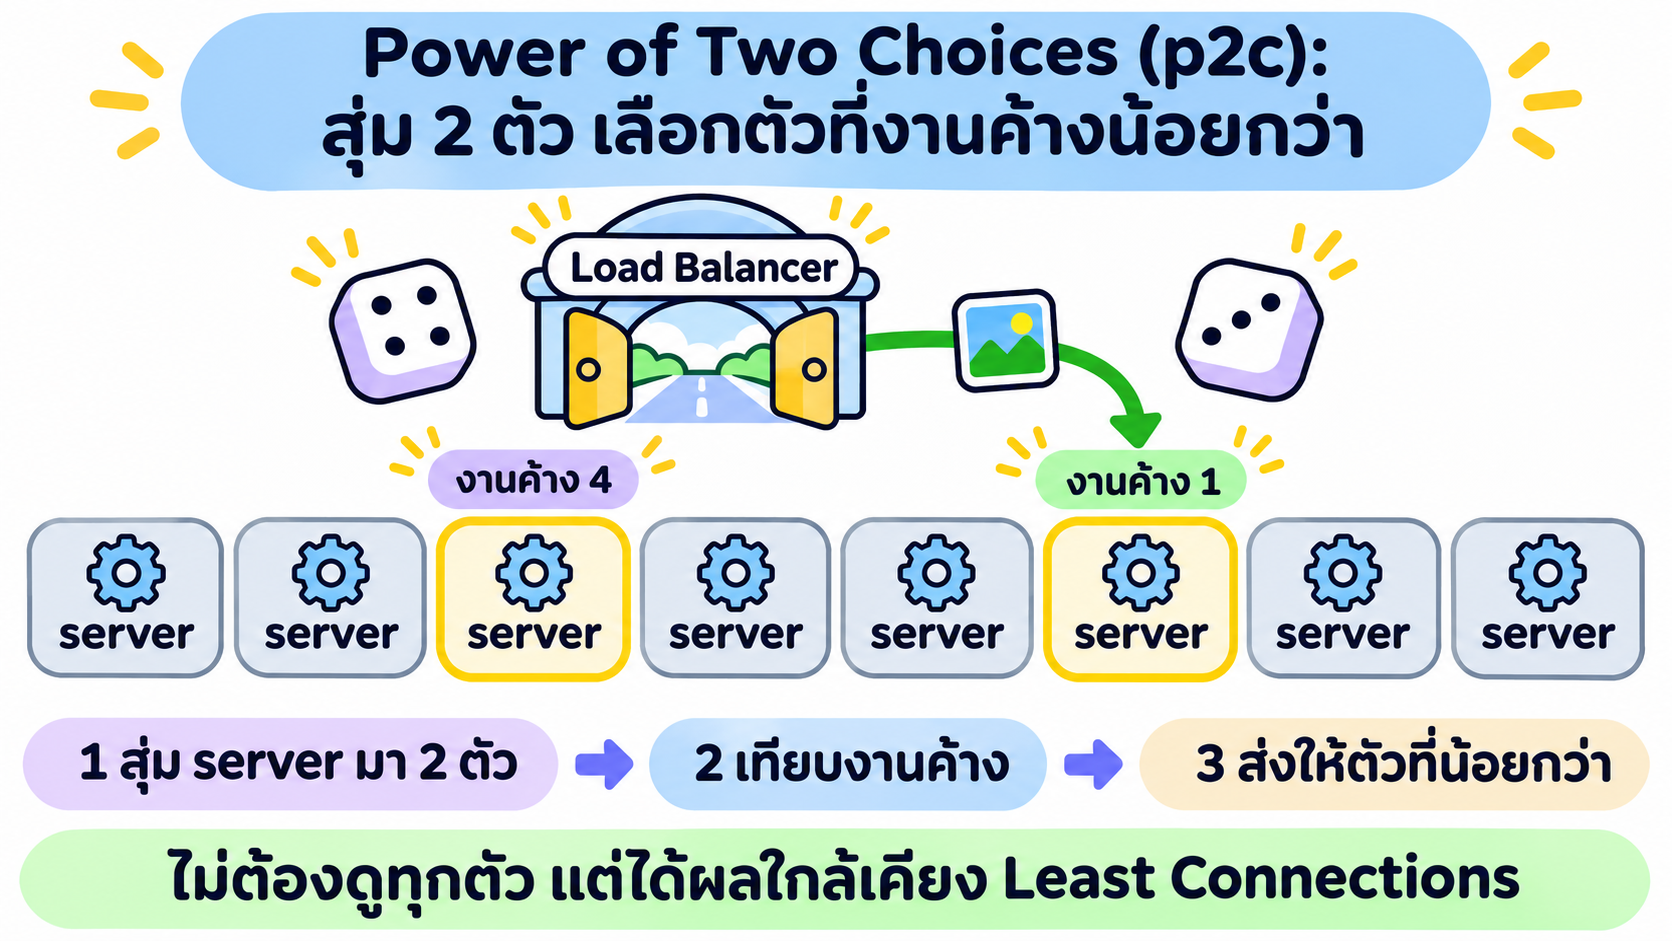 Power of Two Choices (p2c):
สุ่ม 2 ตัว เลือกตัวที่งานค้างน้อยกว่า
Load Balancer
งานค้าง 4
งานค้าง 1
server
server
server
server
server
server
server
server
1 สุ่ม server มา 2 ตัว
2 เทียบงานค้าง
3 ส่งให้ตัวที่น้อยกว่า
ไม่ต้องดูทุกตัว แต่ได้ผลใกล้เคียง Least Connections